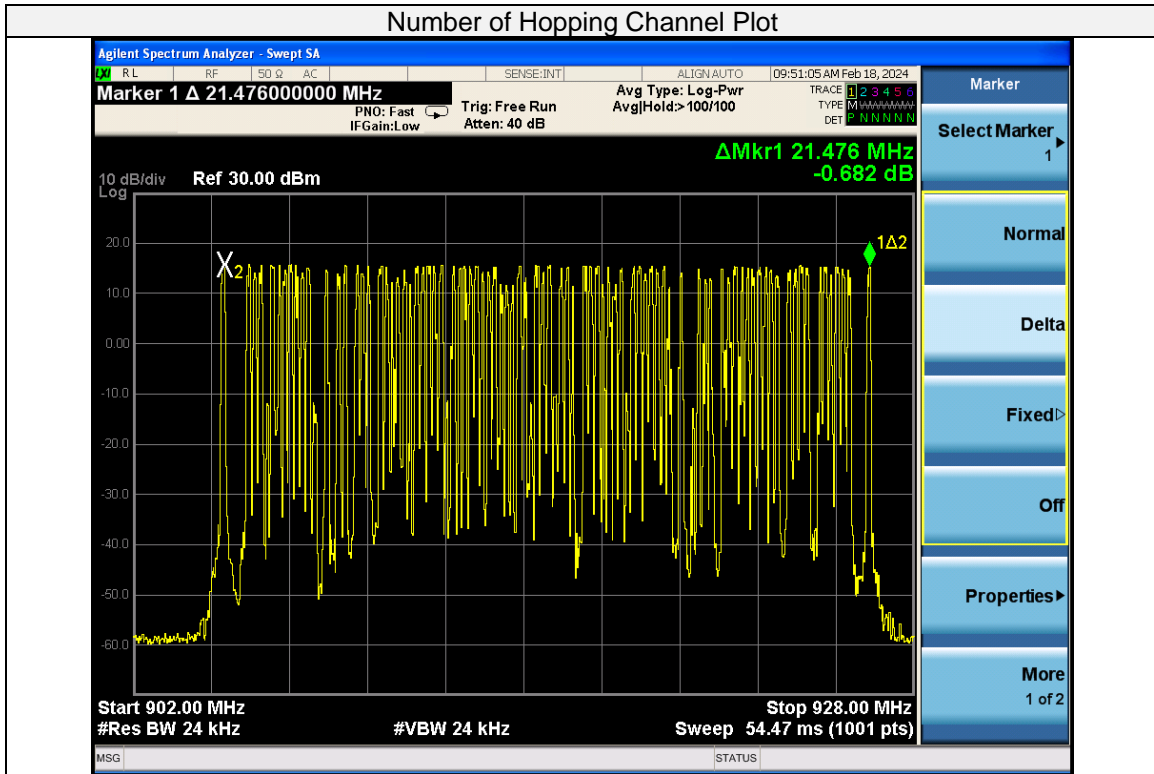 Number of Hopping Channel Plot
Agilent Spectrum Analyzer - Swept SA
LXI RL RF 50 Ω AC SENSE:INT ALIGN AUTO 09:51:05 AM Feb 18, 2024
Marker 1 Δ 21.476000000 MHz
PNO: Fast
IFGain:Low
Trig: Free Run
Atten: 40 dB
Avg Type: Log-Pwr
Avg|Hold:>100/100
TRACE 1 2 3 4 5 6
TYPE M
DET P N N N N N
ΔMkr1 21.476 MHz
-0.682 dB
10 dB/div Ref 30.00 dBm
Log
20.0
10.0
0.00
-10.0
-20.0
-30.0
-40.0
-50.0
-60.0
X2
1Δ2
Start 902.00 MHz Stop 928.00 MHz
#Res BW 24 kHz #VBW 24 kHz Sweep 54.47 ms (1001 pts)
MSG STATUS
Marker
Select Marker
1
Normal
Delta
Fixed
Off
Properties
More
1 of 2